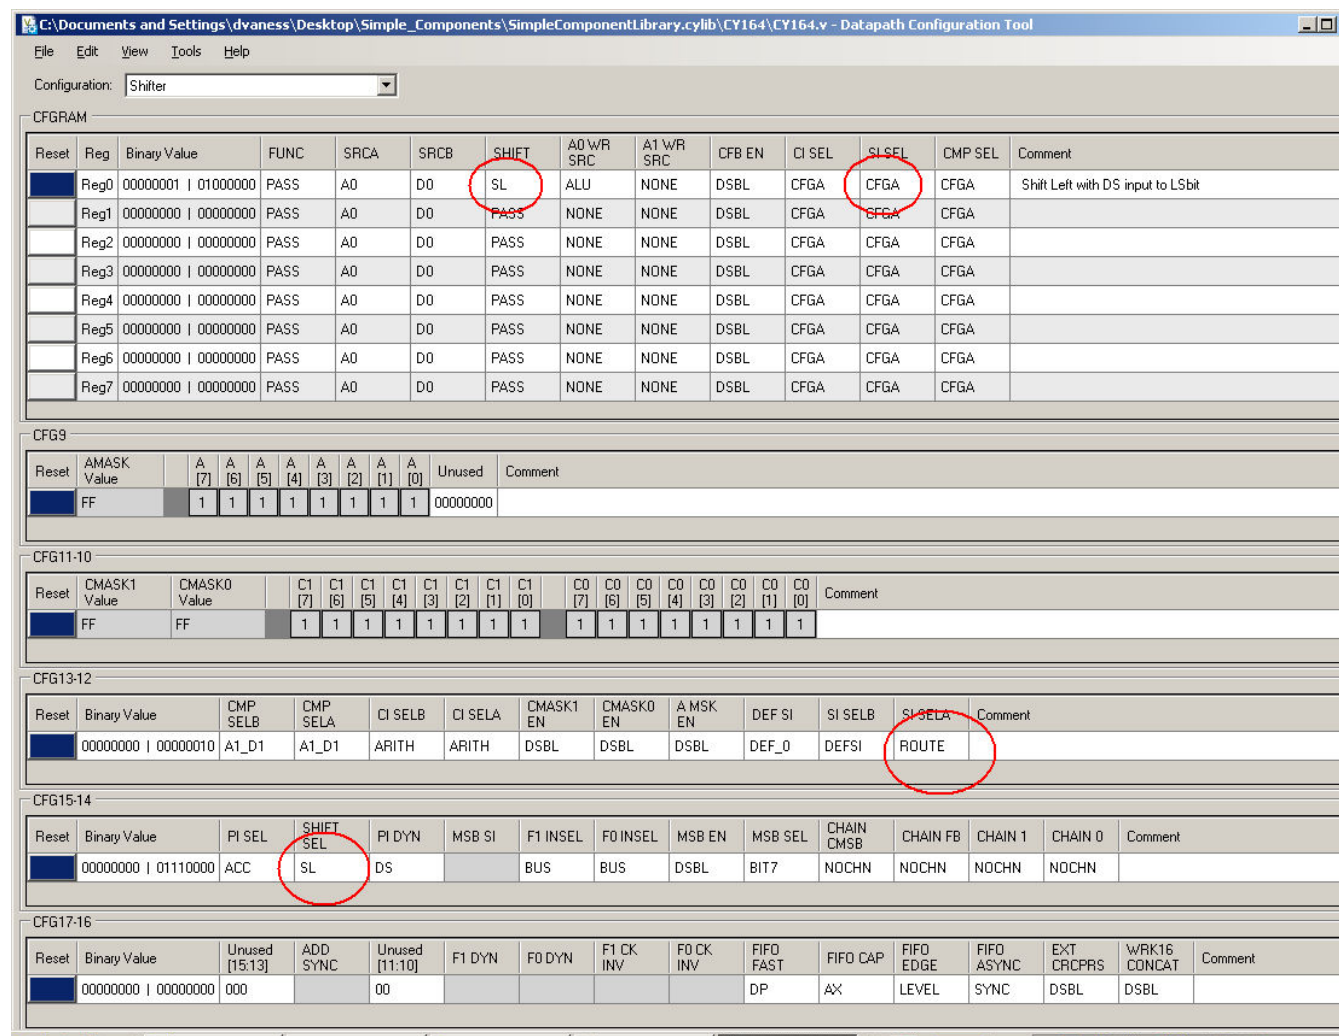 C:\Documents and Settings\dvaness\Desktop\Simple_Components\SimpleComponentLibrary.cylib\CY164\CY164.v - Datapath Configuration Tool
File Edit View Tools Help
Configuration: Shifter
CFGRAM
Reset Reg Binary Value FUNC SRCA SRCB SHIFT A0 WR SRC A1 WR SRC CFB EN CI SEL SI SEL CMP SEL Comment
Reg0 00000001 | 01000000 PASS A0 D0 SL ALU NONE DSBL CFGA CFGA CFGA Shift Left with DS input to LSbit
Reg1 00000000 | 00000000 PASS A0 D0 PASS NONE NONE DSBL CFGA CFGA CFGA
Reg2 00000000 | 00000000 PASS A0 D0 PASS NONE NONE DSBL CFGA CFGA CFGA
Reg3 00000000 | 00000000 PASS A0 D0 PASS NONE NONE DSBL CFGA CFGA CFGA
Reg4 00000000 | 00000000 PASS A0 D0 PASS NONE NONE DSBL CFGA CFGA CFGA
Reg5 00000000 | 00000000 PASS A0 D0 PASS NONE NONE DSBL CFGA CFGA CFGA
Reg6 00000000 | 00000000 PASS A0 D0 PASS NONE NONE DSBL CFGA CFGA CFGA
Reg7 00000000 | 00000000 PASS A0 D0 PASS NONE NONE DSBL CFGA CFGA CFGA
CFG9
Reset AMASK Value A [7] A [6] A [5] A [4] A [3] A [2] A [1] A [0] Unused Comment
FF 1 1 1 1 1 1 1 1 00000000
CFG11-10
Reset CMASK1 Value CMASK0 Value C1 [7] C1 [6] C1 [5] C1 [4] C1 [3] C1 [2] C1 [1] C1 [0] C0 [7] C0 [6] C0 [5] C0 [4] C0 [3] C0 [2] C0 [1] C0 [0] Comment
FF FF 1 1 1 1 1 1 1 1 1 1 1 1 1 1 1 1
CFG13-12
Reset Binary Value CMP SELB CMP SELA CI SELB CI SELA CMASK1 EN CMASK0 EN A MSK EN DEF SI SI SELB SI SELA Comment
00000000 | 00000010 A1_D1 A1_D1 ARITH ARITH DSBL DSBL DSBL DEF_0 DEFSI ROUTE
CFG15-14
Reset Binary Value PI SEL SHIFT SEL PI DYN MSB SI F1 INSEL F0 INSEL MSB EN MSB SEL CHAIN CMSB CHAIN FB CHAIN 1 CHAIN 0 Comment
00000000 | 01110000 ACC SL DS BUS BUS DSBL BIT7 NOCHN NOCHN NOCHN NOCHN
CFG17-16
Reset Binary Value Unused [15:13] ADD SYNC Unused [11:10] F1 DYN F0 DYN F1 CK INV F0 CK INV FIFO FAST FIFO CAP FIFO EDGE FIFO ASYNC EXT CRCPRS WRK16 CONCAT Comment
00000000 | 00000000 000 00 DP AX LEVEL SYNC DSBL DSBL